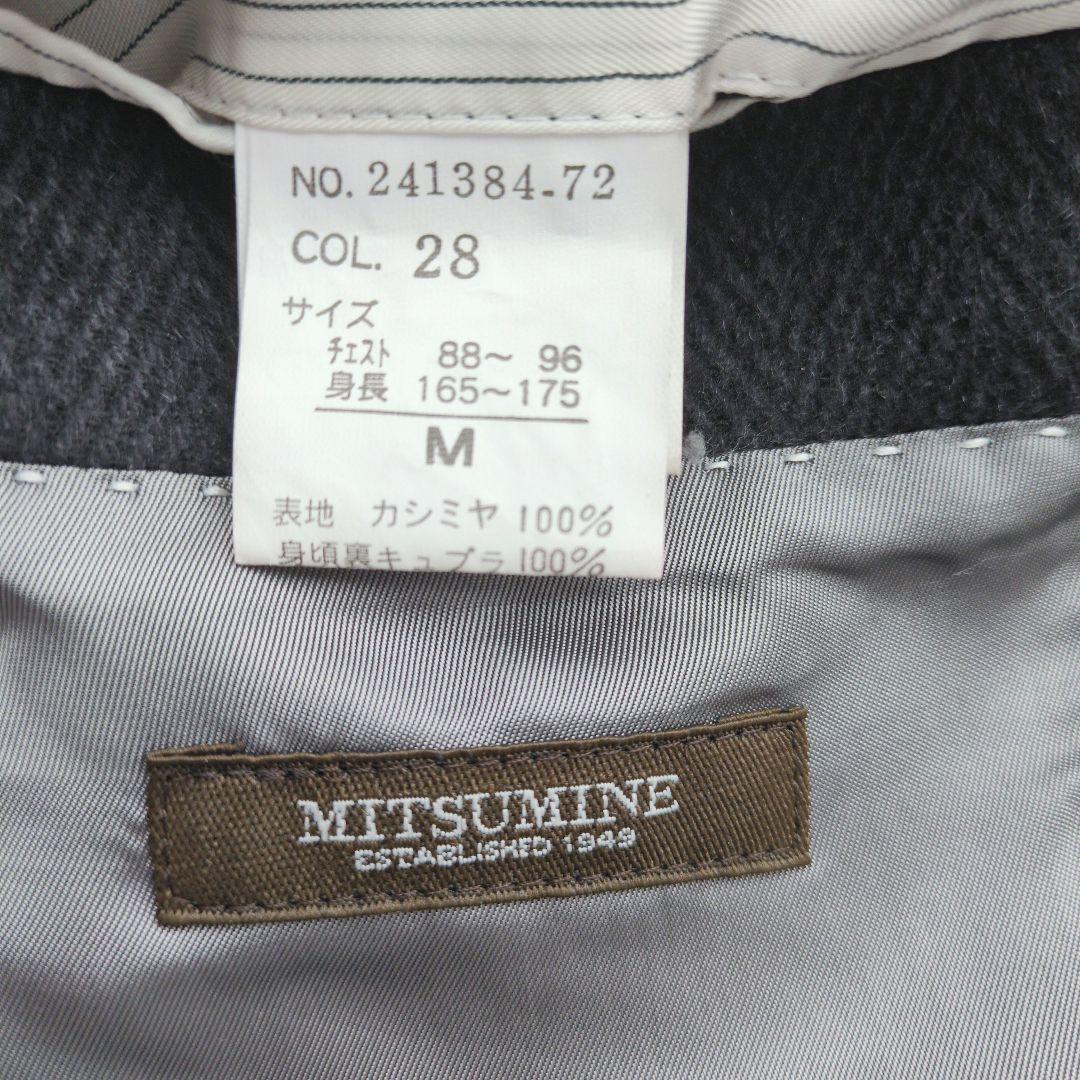 NO. 241384-72
COL. 28
サイズ
チェスト 88～ 96
身長 165～175
M
表地 カシミヤ 100%
身頃裏キュプラ 100%
MITSUMINE
ESTABLISHED 1949